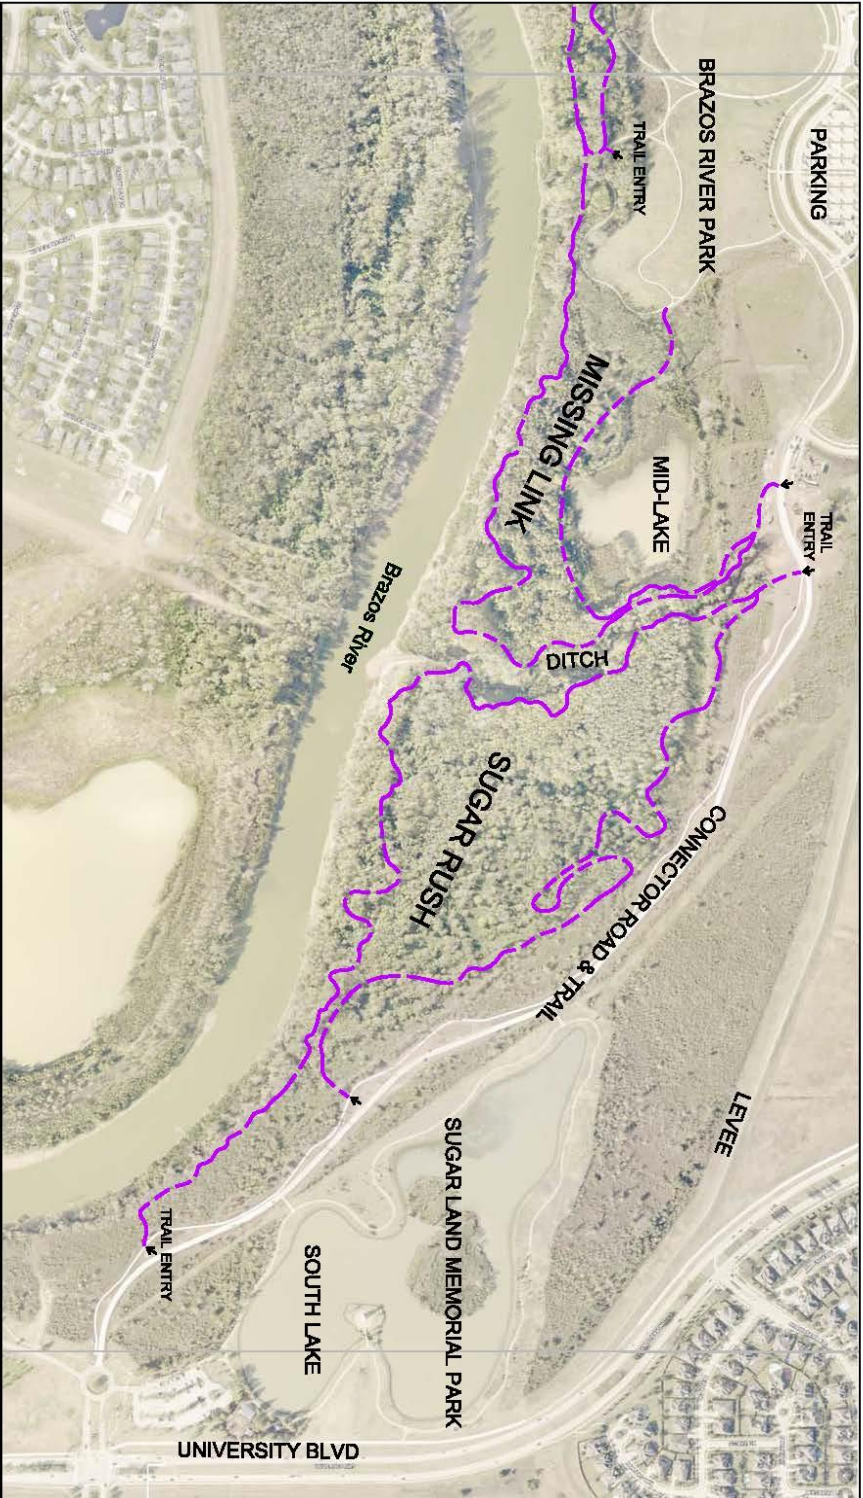 PARKING
BRAZOS RIVER PARK
TRAIL ENTRY
MISSING LINK
MID-LAKE
TRAIL
ENTRY
DITCH
Brazos River
SUGAR RUSH
CONNECTOR ROAD & TRAIL
LEVEE
SUGAR LAND MEMORIAL PARK
SOUTH LAKE
TRAIL ENTRY
UNIVERSITY BLVD